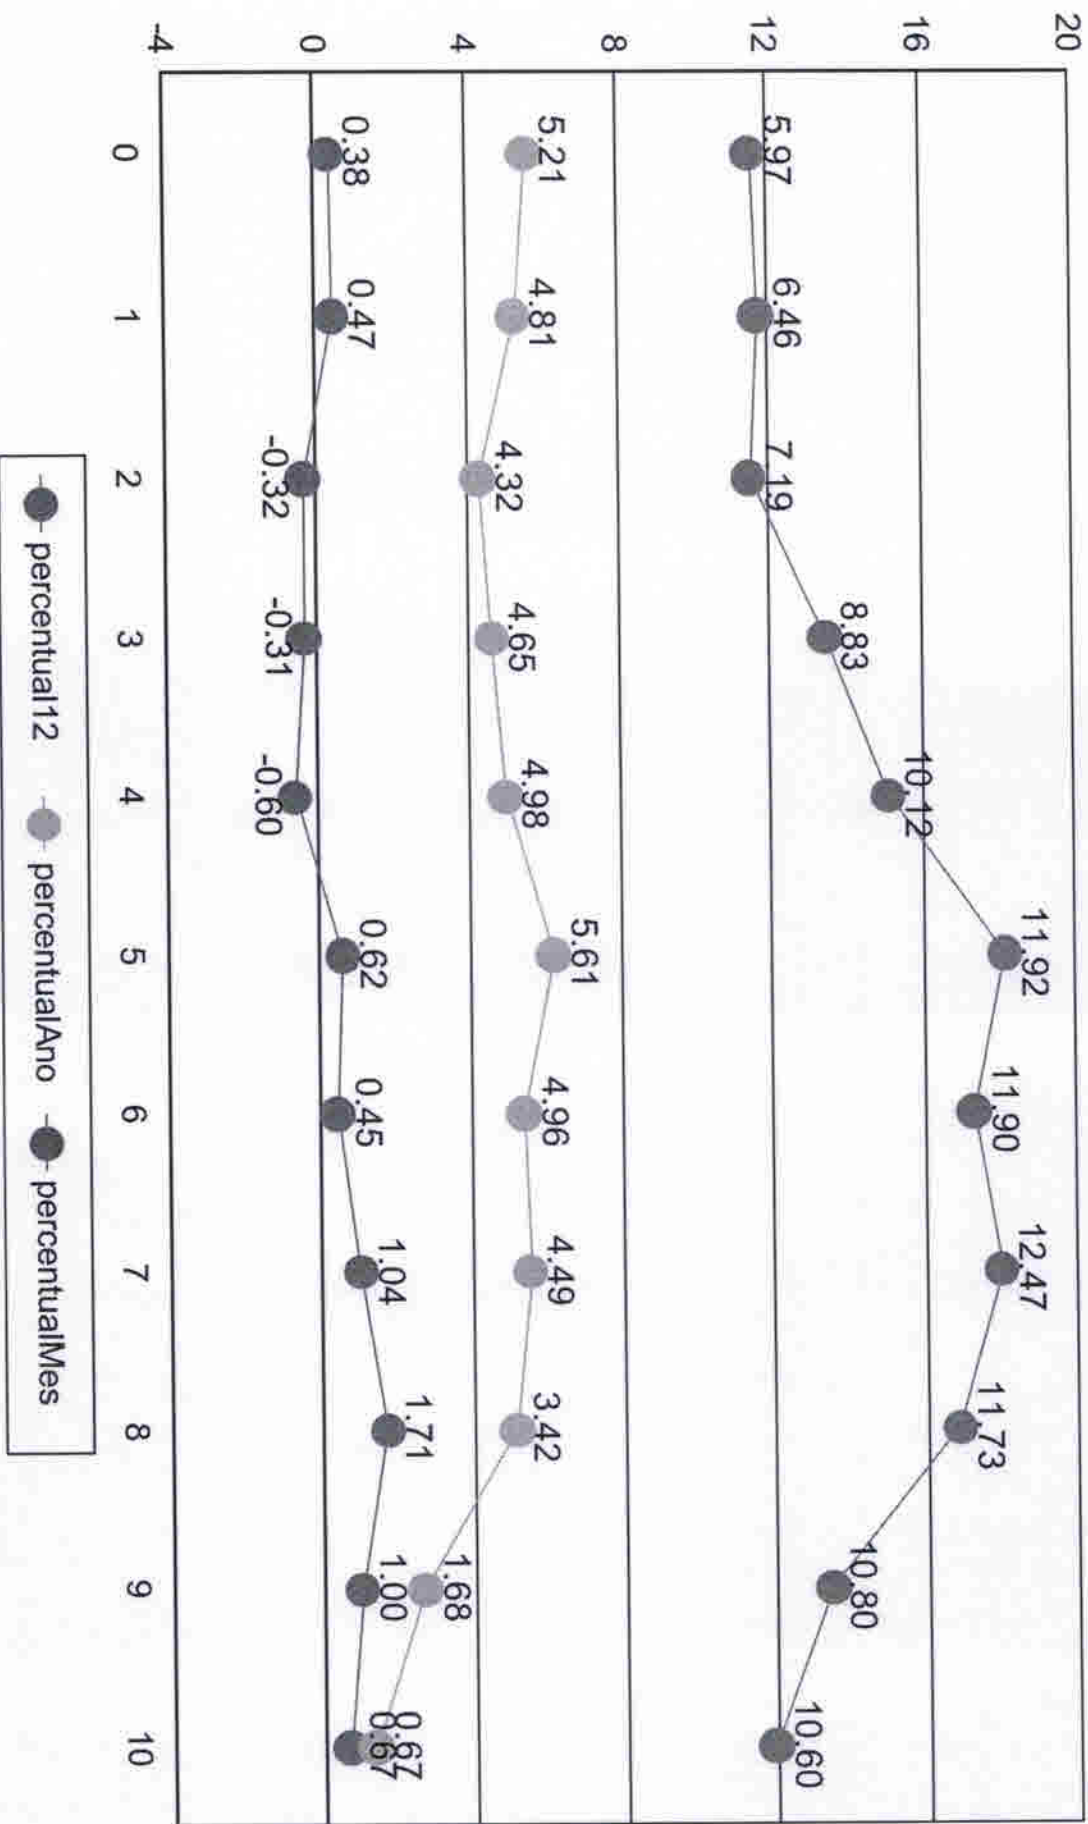 20
16
12
8
4
0
-4
5.97 6.46 7.19 8.83 10.12 11.92 11.90 12.47 11.73 10.80 10.60
5.21 4.81 4.32 4.65 4.98 5.61 4.96 4.49 3.42 1.68 0.67
0.38 0.47 -0.32 -0.31 -0.60 0.62 0.45 1.04 1.71 1.00 0.67
0 1 2 3 4 5 6 7 8 9 10
percentual12 percentualAno percentualMes